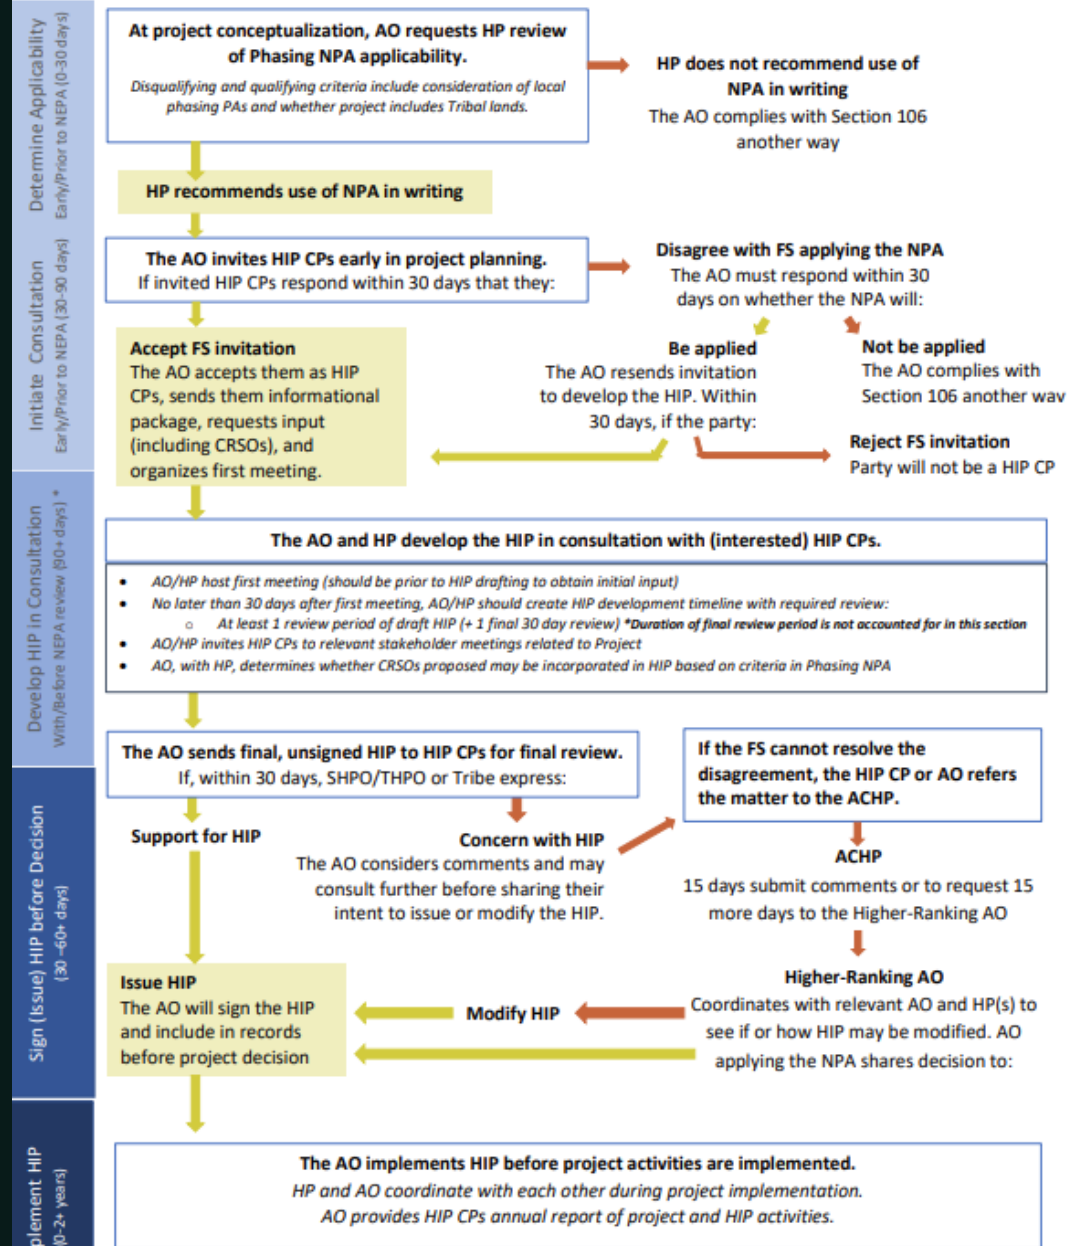 Determine Applicability
Early/Prior to NEPA (0-30 days)
At project conceptualization, AO requests HP review
of Phasing NPA applicability.
Disqualifying and qualifying criteria include consideration of local
phasing PAs and whether project includes Tribal lands.
HP does not recommend use of
NPA in writing
The AO complies with Section 106
another way
HP recommends use of NPA in writing
Initiate Consultation
Early/Prior to NEPA (30-90 days)
The AO invites HIP CPs early in project planning.
If invited HIP CPs respond within 30 days that they:
Disagree with FS applying the NPA
The AO must respond within 30
days on whether the NPA will:
Accept FS invitation
The AO accepts them as HIP
CPs, sends them informational
package, requests input
(including CRSOs), and
organizes first meeting.
Be applied
The AO resends invitation
to develop the HIP. Within
30 days, if the party:
Not be applied
The AO complies with
Section 106 another way
Reject FS invitation
Party will not be a HIP CP
Develop HIP in Consultation
With/Before NEPA review (90+ days) *
The AO and HP develop the HIP in consultation with (interested) HIP CPs.
• AO/HP host first meeting (should be prior to HIP drafting to obtain initial input)
• No later than 30 days after first meeting, AO/HP should create HIP development timeline with required review:
o At least 1 review period of draft HIP (+ 1 final 30 day review) *Duration of final review period is not accounted for in this section
• AO/HP invites HIP CPs to relevant stakeholder meetings related to Project
• AO, with HP, determines whether CRSOs proposed may be incorporated in HIP based on criteria in Phasing NPA
The AO sends final, unsigned HIP to HIP CPs for final review.
If, within 30 days, SHPO/THPO or Tribe express:
If the FS cannot resolve the
disagreement, the HIP CP or AO refers
the matter to the ACHP.
Sign (Issue) HIP before Decision
(30 –60+ days)
Support for HIP
Concern with HIP
The AO considers comments and may
consult further before sharing their
intent to issue or modify the HIP.
ACHP
15 days submit comments or to request 15
more days to the Higher-Ranking AO
Issue HIP
The AO will sign the HIP
and include in records
before project decision
Modify HIP
Higher-Ranking AO
Coordinates with relevant AO and HP(s) to
see if or how HIP may be modified. AO
applying the NPA shares decision to:
plement HIP
(0-2+ years)
The AO implements HIP before project activities are implemented.
HP and AO coordinate with each other during project implementation.
AO provides HIP CPs annual report of project and HIP activities.